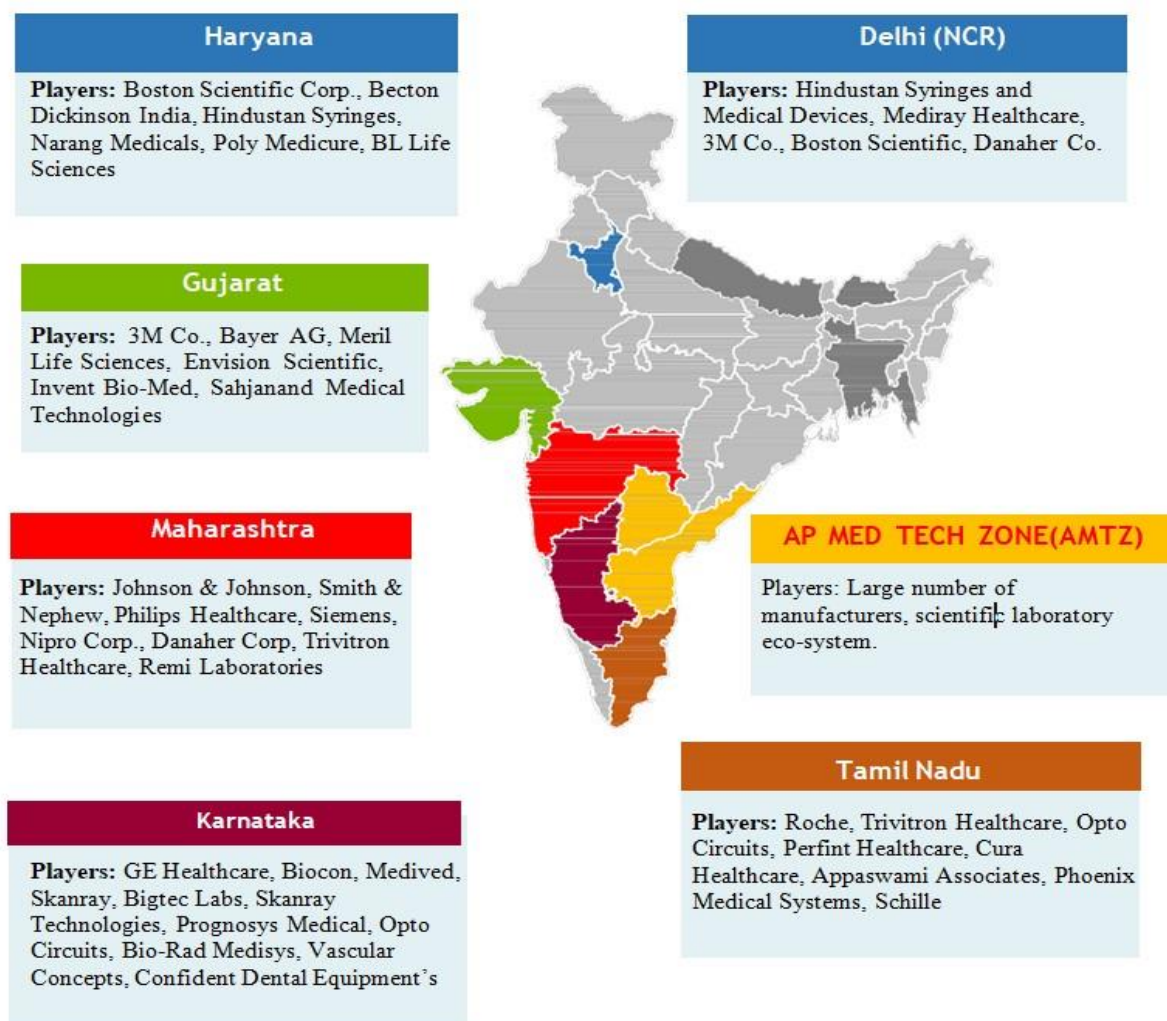 Haryana
Players: Boston Scientific Corp., Becton
Dickinson India, Hindustan Syringes,
Narang Medicals, Poly Medicure, BL Life
Sciences
Delhi (NCR)
Players: Hindustan Syringes and
Medical Devices, Mediray Healthcare,
3M Co., Boston Scientific, Danaher Co.
Gujarat
Players: 3M Co., Bayer AG, Meril
Life Sciences, Envision Scientific,
Invent Bio-Med, Sahjanand Medical
Technologies
Maharashtra
Players: Johnson & Johnson, Smith &
Nephew, Philips Healthcare, Siemens,
Nipro Corp., Danaher Corp, Trivitron
Healthcare, Remi Laboratories
AP MED TECH ZONE(AMTZ)
Players: Large number of
manufacturers, scientific laboratory
eco-system.
Karnataka
Players: GE Healthcare, Biocon, Medived,
Skanray, Bigtec Labs, Skanray
Technologies, Prognosys Medical, Opto
Circuits, Bio-Rad Medisys, Vascular
Concepts, Confident Dental Equipment’s
Tamil Nadu
Players: Roche, Trivitron Healthcare, Opto
Circuits, Perfint Healthcare, Cura
Healthcare, Appaswami Associates, Phoenix
Medical Systems, Schille